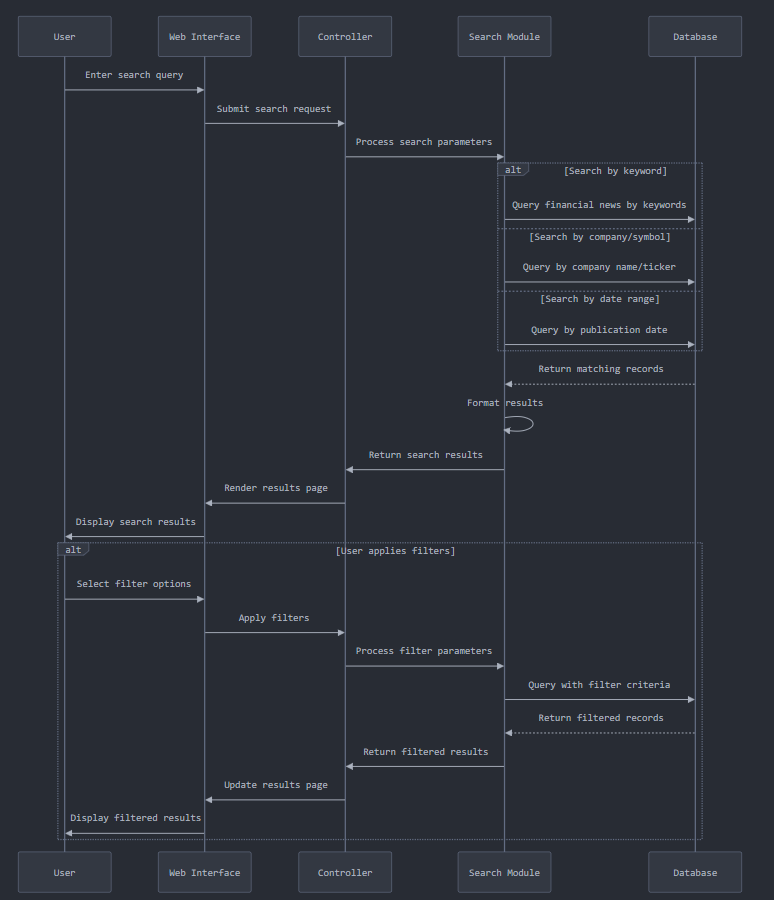 User
Web Interface
Controller
Search Module
Database
Enter search query
Submit search request
Process search parameters
alt
[Search by keyword]
Query financial news by keywords
[Search by company/symbol]
Query by company name/ticker
[Search by date range]
Query by publication date
Return matching records
Format results
Return search results
Render results page
Display search results
alt
[User applies filters]
Select filter options
Apply filters
Process filter parameters
Query with filter criteria
Return filtered records
Return filtered results
Update results page
Display filtered results
User
Web Interface
Controller
Search Module
Database